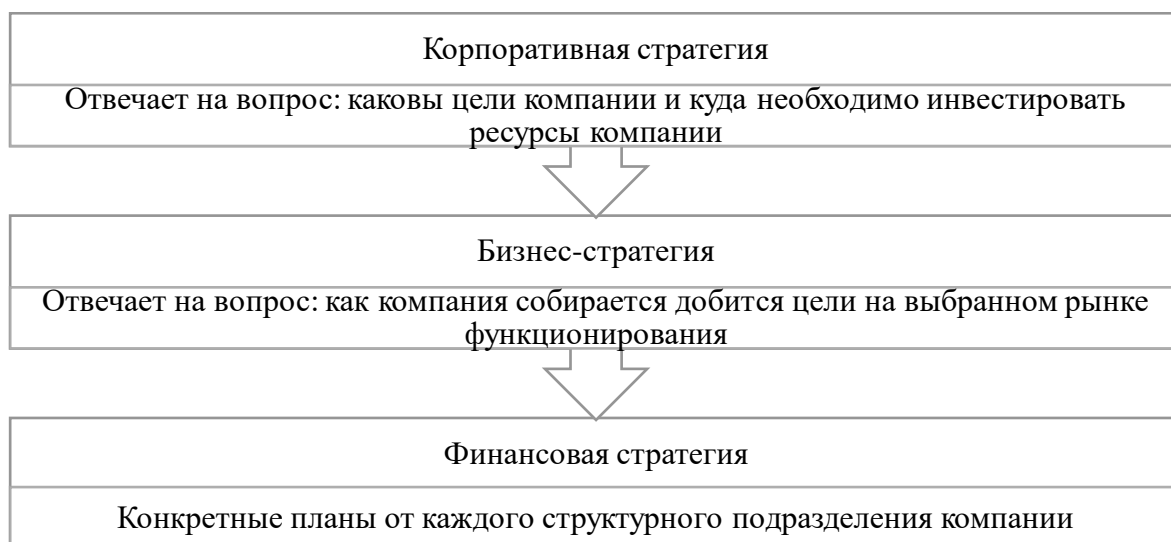 Корпоративная стратегия
Отвечает на вопрос: каковы цели компании и куда необходимо инвестировать
ресурсы компании
Бизнес-стратегия
Отвечает на вопрос: как компания собирается добится цели на выбранном рынке
функционирования
Финансовая стратегия
Конкретные планы от каждого структурного подразделения компании